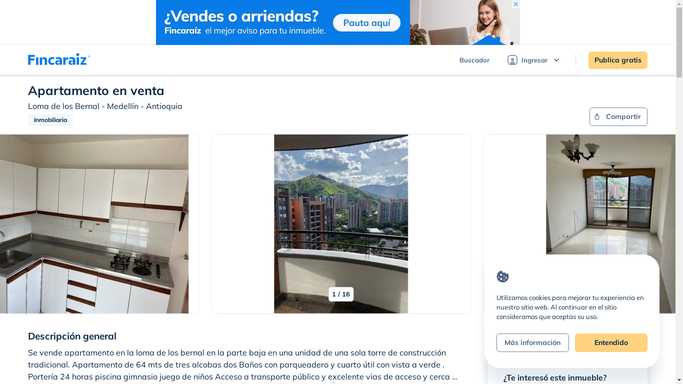 ¿Vendes o arriendas?
Fincaraíz el mejor aviso para tu inmueble.
Pauta aquí
Fincaraíz
Buscador
Ingresar
Publica gratis
Apartamento en venta
Loma de los Bernal - Medellín - Antioquia
Inmobiliaria
Compartir
1 / 16
Utilizamos cookies para mejorar tu experiencia en
nuestro sitio web. Al continuar en el sitio
consideramos que aceptas su uso.
Más información
Entendido
Descripción general
Se vende apartamento en la loma de los bernal en la parte baja en una unidad de una sola torre de construcción
tradicional. Apartamento de 64 mts de tres alcobas dos Baños con parqueadero y cuarto útil con vista a verde .
Portería 24 horas piscina gimnasio juego de niños Acceso a transporte público y excelente vias de acceso y cerca ...
¿Te interesó este inmueble?